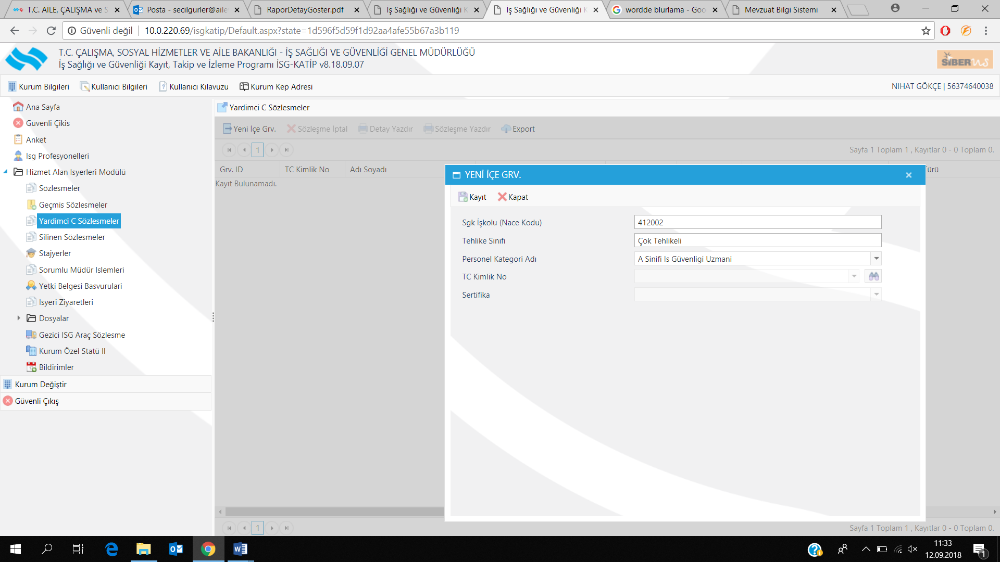 T.C. AİLE, ÇALIŞMA ve S
Posta - secilgurler@aile
RaporDetayGoster.pdf
İş Sağlığı ve Güvenliği K
İş Sağlığı ve Güvenliği K
wordde blurlama - Goo
Mevzuat Bilgi Sistemi
Güvenli değil
10.0.220.69/isgkatip/Default.aspx?state=1d596f5d59f1d92aa4afe55b67a3b119
T.C. ÇALIŞMA, SOSYAL HİZMETLER VE AİLE BAKANLIĞI - İŞ SAĞLIĞI VE GÜVENLİĞİ GENEL MÜDÜRLÜĞÜ
İş Sağlığı ve Güvenliği Kayıt, Takip ve İzleme Programı İSG-KATİP v8.18.09.07
SİBERUS
Kurum Bilgileri
Kullanıcı Bilgileri
Kullanıcı Kılavuzu
Kurum Kep Adresi
NIHAT GÖKÇE | 56374640038
Ana Sayfa
Güvenli Çikis
Anket
Isg Profesyonelleri
Hizmet Alan Isyerleri Modülü
Sözlesmeler
Geçmis Sözlesmeler
Yardimci C Sözlesmeler
Silinen Sözlesmeler
Stajyerler
Sorumlu Müdür Islemleri
Yetki Belgesi Basvurulari
Isyeri Ziyaretleri
Dosyalar
Gezici ISG Araç Sözlesme
Kurum Özel Statü II
Bildirimler
Kurum Değiştir
Güvenli Çıkış
Yardimci C Sözlesmeler
Yeni İçe Grv.
Sözleşme İptal
Detay Yazdır
Sözleşme Yazdır
Export
1
Sayfa 1 Toplam 1 , Kayıtlar 0 - 0 Toplam 0.
Grv. ID
TC Kimlik No
Adı Soyadı
Türü
Kayıt Bulunamadı.
YENİ İÇE GRV.
Kayıt
Kapat
Sgk İşkolu (Nace Kodu)
412002
Tehlike Sınıfı
Çok Tehlikeli
Personel Kategori Adı
A Sinifi Is Güvenligi Uzmani
TC Kimlik No
Sertifika
1
Sayfa 1 Toplam 1 , Kayıtlar 0 - 0 Toplam 0.
11:33
12.09.2018
1